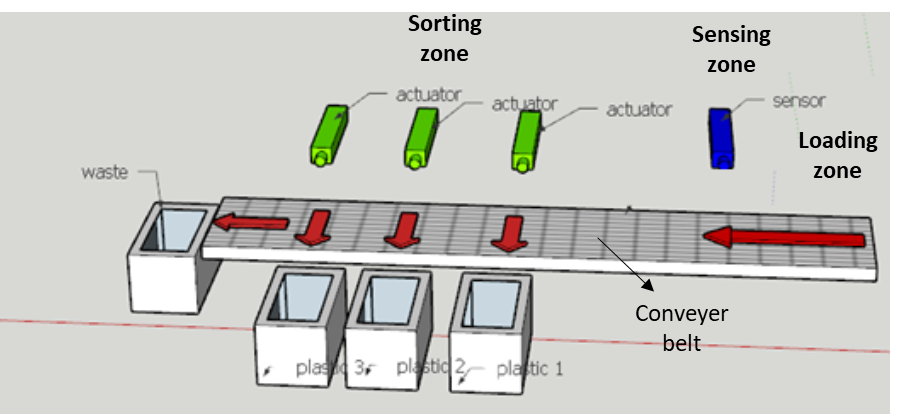 Sorting
zone
Sensing
zone
actuator
actuator
actuator
sensor
Loading
zone
waste
Conveyer
belt
plastic 3
plastic 2
plastic 1